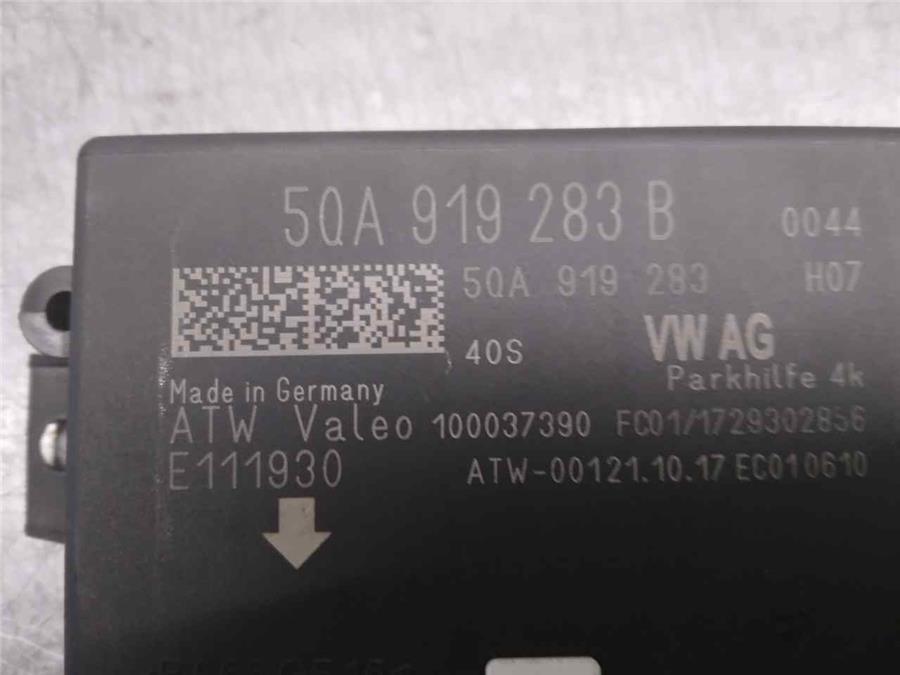 5QA 919 283 B 0044
5QA 919 283 H07
40S VW AG
Parkhilfe 4k
Made in Germany
ATW Valeo 100037390 FC01/1729302856
E111930 ATW-00121.10.17 EC010610